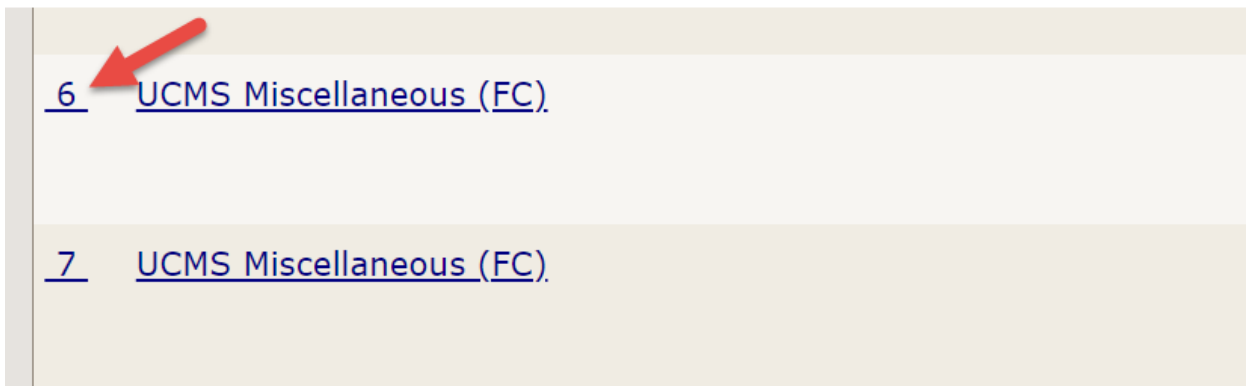 6 UCMS Miscellaneous (FC)
7 UCMS Miscellaneous (FC)